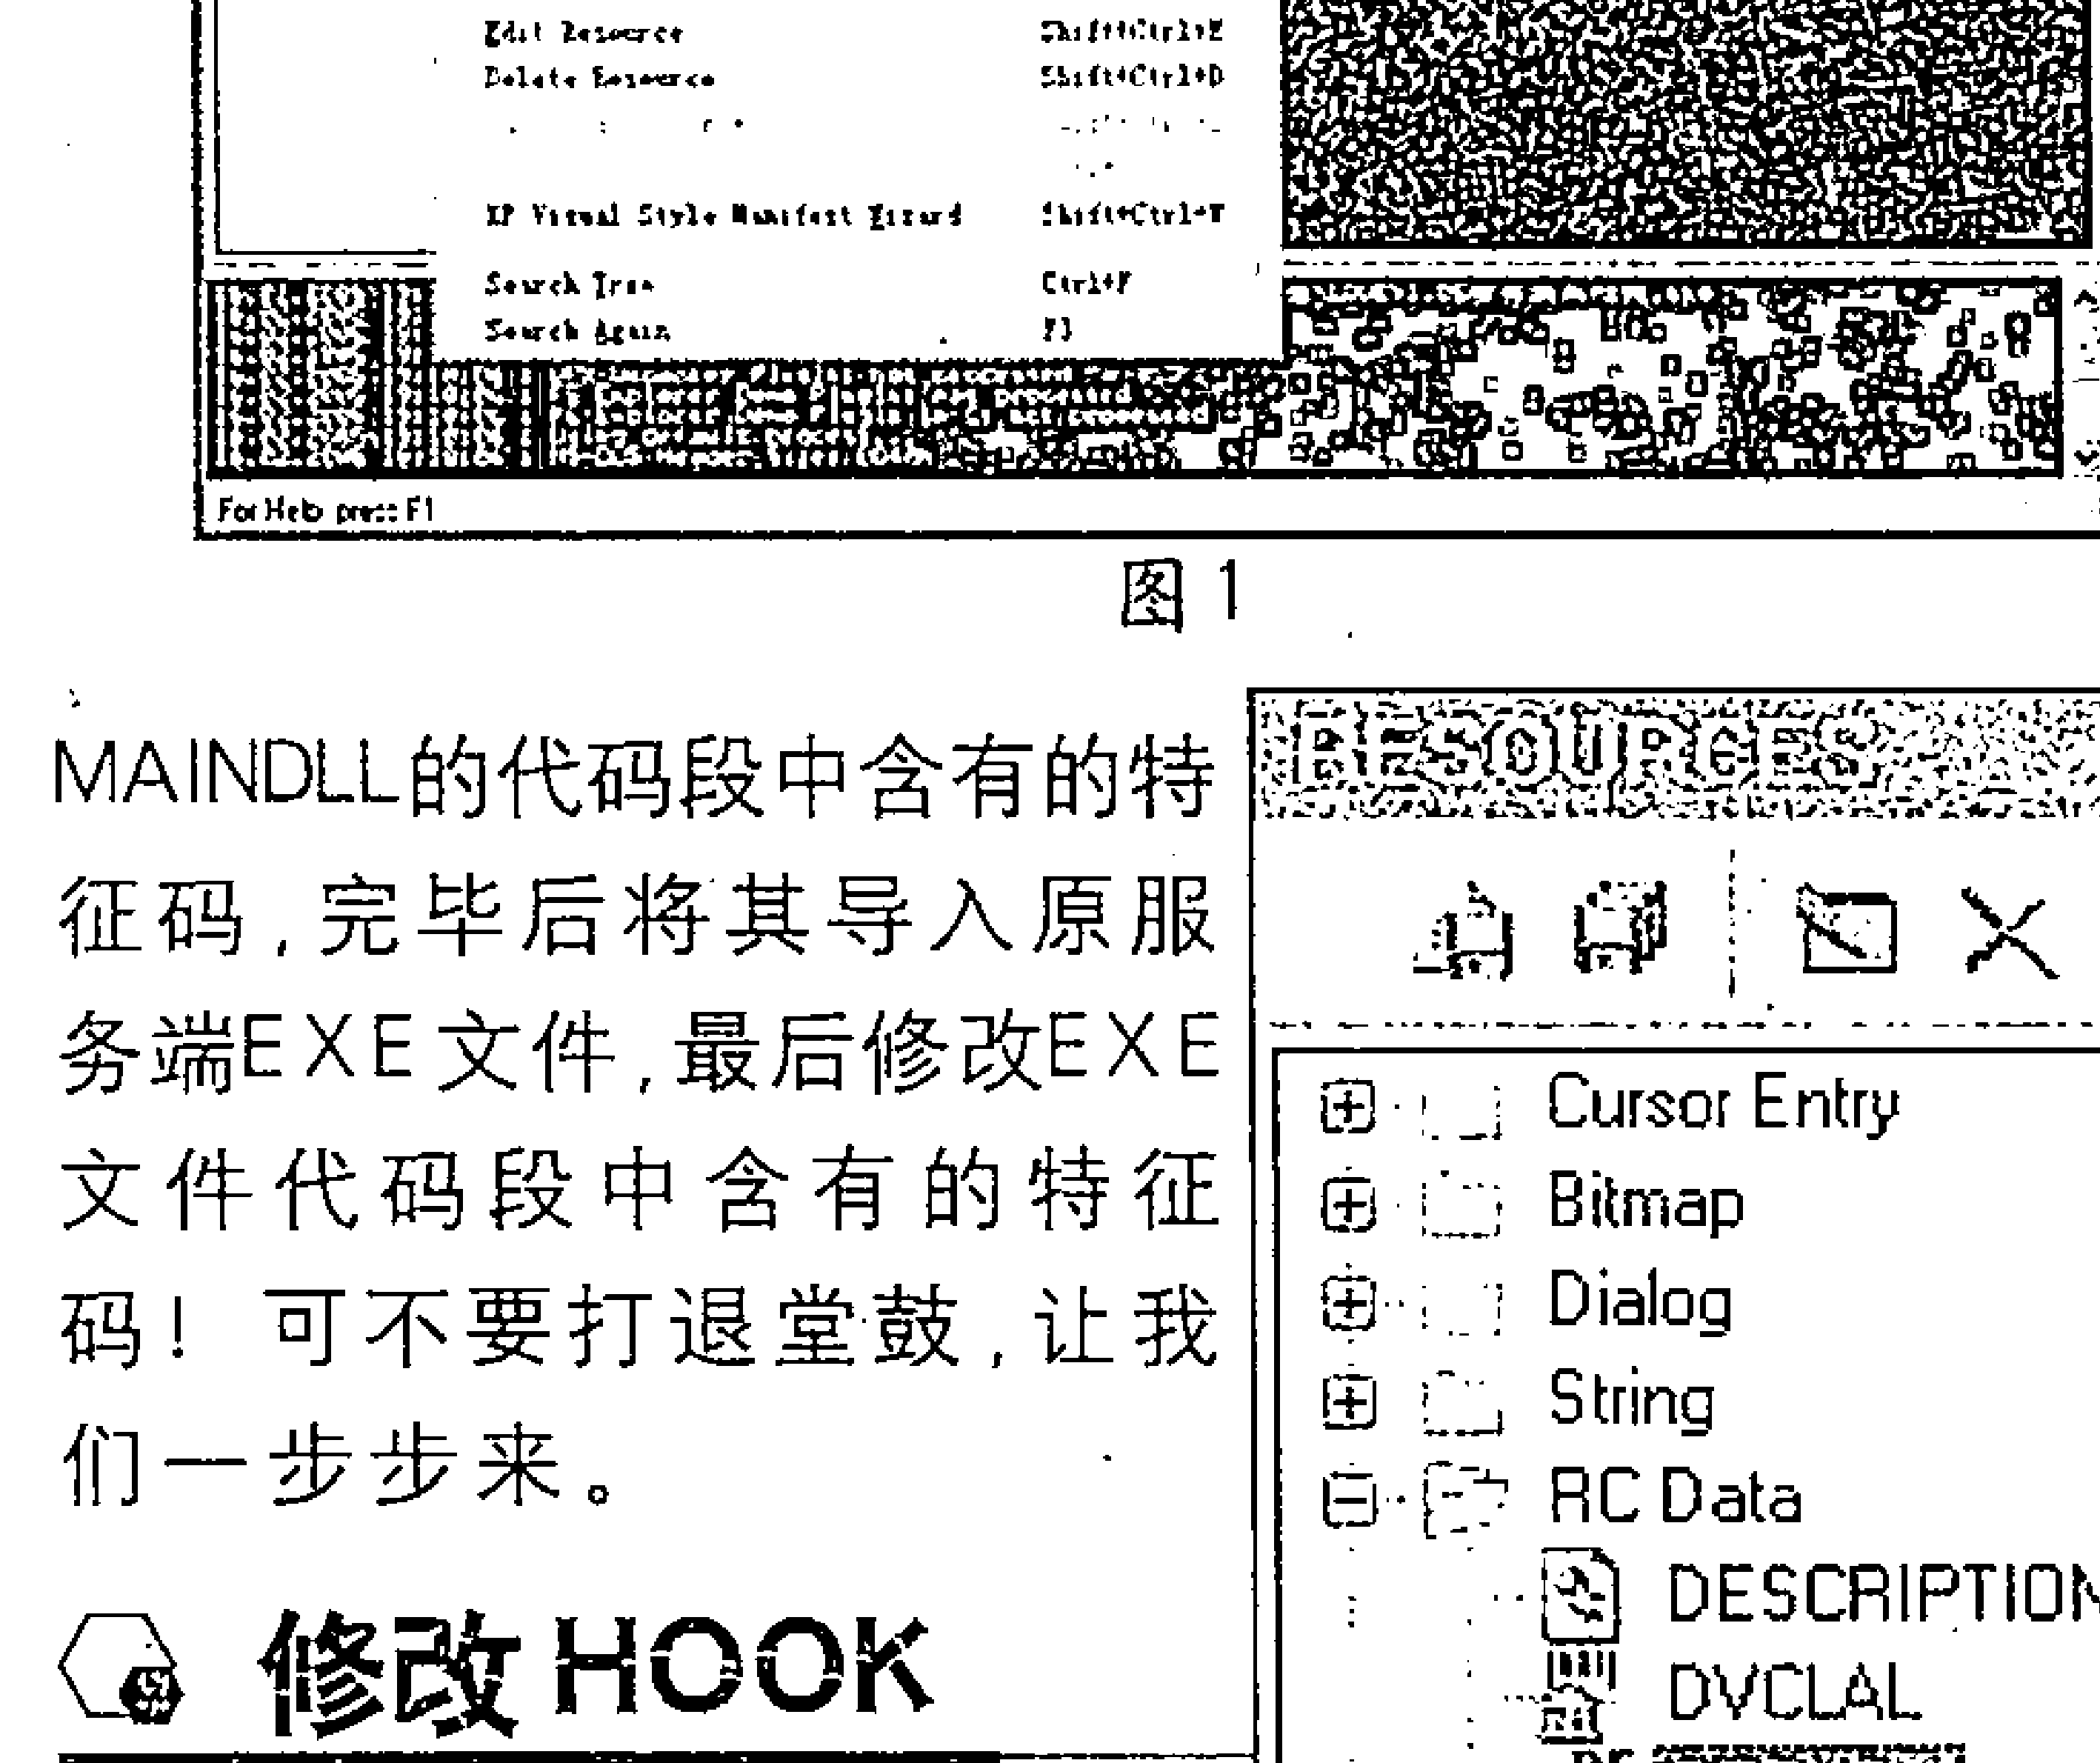 Edit Resource Shift+Ctrl+E
Delete Resource Shift+Ctrl+D
XP Visual Style Manifest Wizard Shift+Ctrl+W
Search Tree Ctrl+F
Search Again F3
For Help press F1
图 1
MAINDLL的代码段中含有的特
征码,完毕后将其导入原服
务端EXE文件,最后修改EXE
文件代码段中含有的特征
码!可不要打退堂鼓,让我
们一步步来。
修改 HOOK
RESOURCES
Cursor Entry
Bitmap
Dialog
String
RC Data
DESCRIPTION
DVCLAL